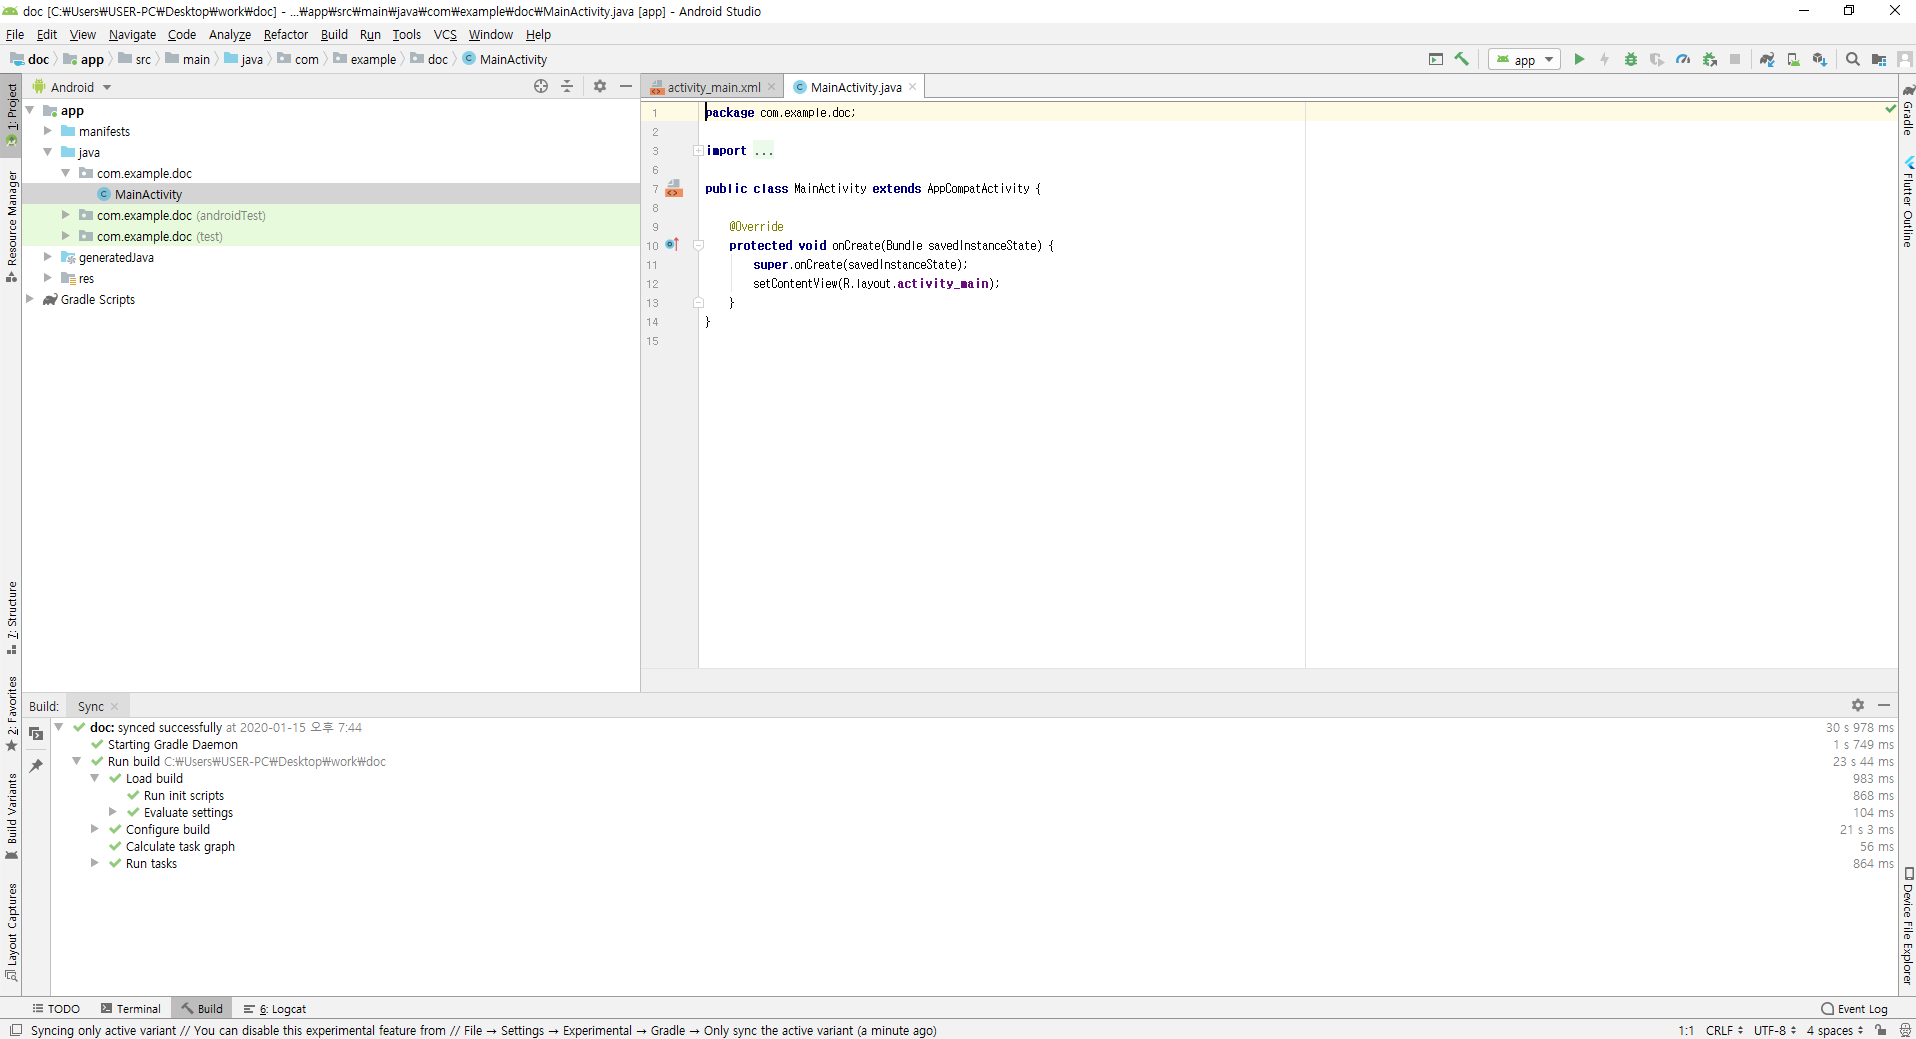 doc [C:₩Users₩USER-PC₩Desktop₩work₩doc] - ...₩app₩src₩main₩java₩com₩example₩doc₩MainActivity.java [app] - Android Studio
File Edit View Navigate Code Analyze Refactor Build Run Tools VCS Window Help
doc app src main java com example doc MainActivity
app
1: Project
Resource Manager
7: Structure
2: Favorites
Build Variants
Layout Captures
Android
app
manifests
java
com.example.doc
MainActivity
com.example.doc (androidTest)
com.example.doc (test)
generatedJava
res
Gradle Scripts
activity_main.xml MainActivity.java
1 package com.example.doc;
2
3 import ...
6
7 public class MainActivity extends AppCompatActivity {
8
9 @Override
10 protected void onCreate(Bundle savedInstanceState) {
11 super.onCreate(savedInstanceState);
12 setContentView(R.layout.activity_main);
13 }
14 }
15
Gradle
Flutter Outline
Device File Explorer
Build: Sync
doc: synced successfully at 2020-01-15 오후 7:44 30 s 978 ms
Starting Gradle Daemon 1 s 749 ms
Run build C:₩Users₩USER-PC₩Desktop₩work₩doc 23 s 44 ms
Load build 983 ms
Run init scripts 868 ms
Evaluate settings 104 ms
Configure build 21 s 3 ms
Calculate task graph 56 ms
Run tasks 864 ms
TODO Terminal Build 6: Logcat Event Log
Syncing only active variant // You can disable this experimental feature from // File → Settings → Experimental → Gradle → Only sync the active variant (a minute ago) 1:1 CRLF UTF-8 4 spaces